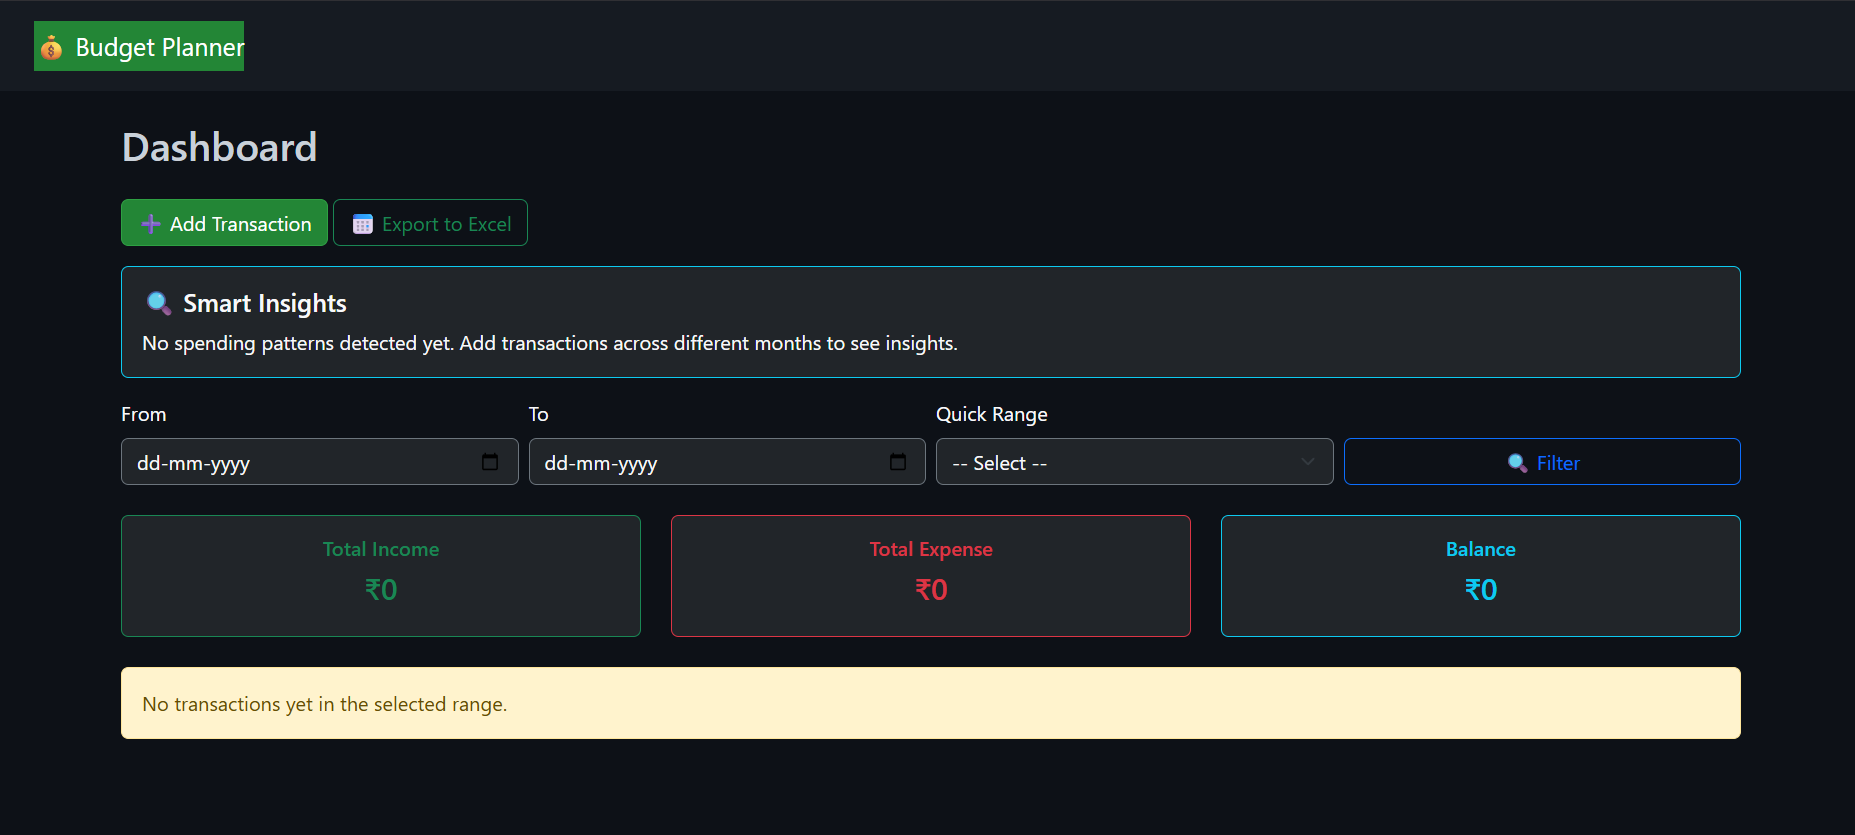 💰 Budget Planner
Dashboard
➕ Add Transaction
📅 Export to Excel
🔍 Smart Insights
No spending patterns detected yet. Add transactions across different months to see insights.
From
To
Quick Range
dd-mm-yyyy
dd-mm-yyyy
-- Select --
🔍 Filter
Total Income
₹0
Total Expense
₹0
Balance
₹0
No transactions yet in the selected range.